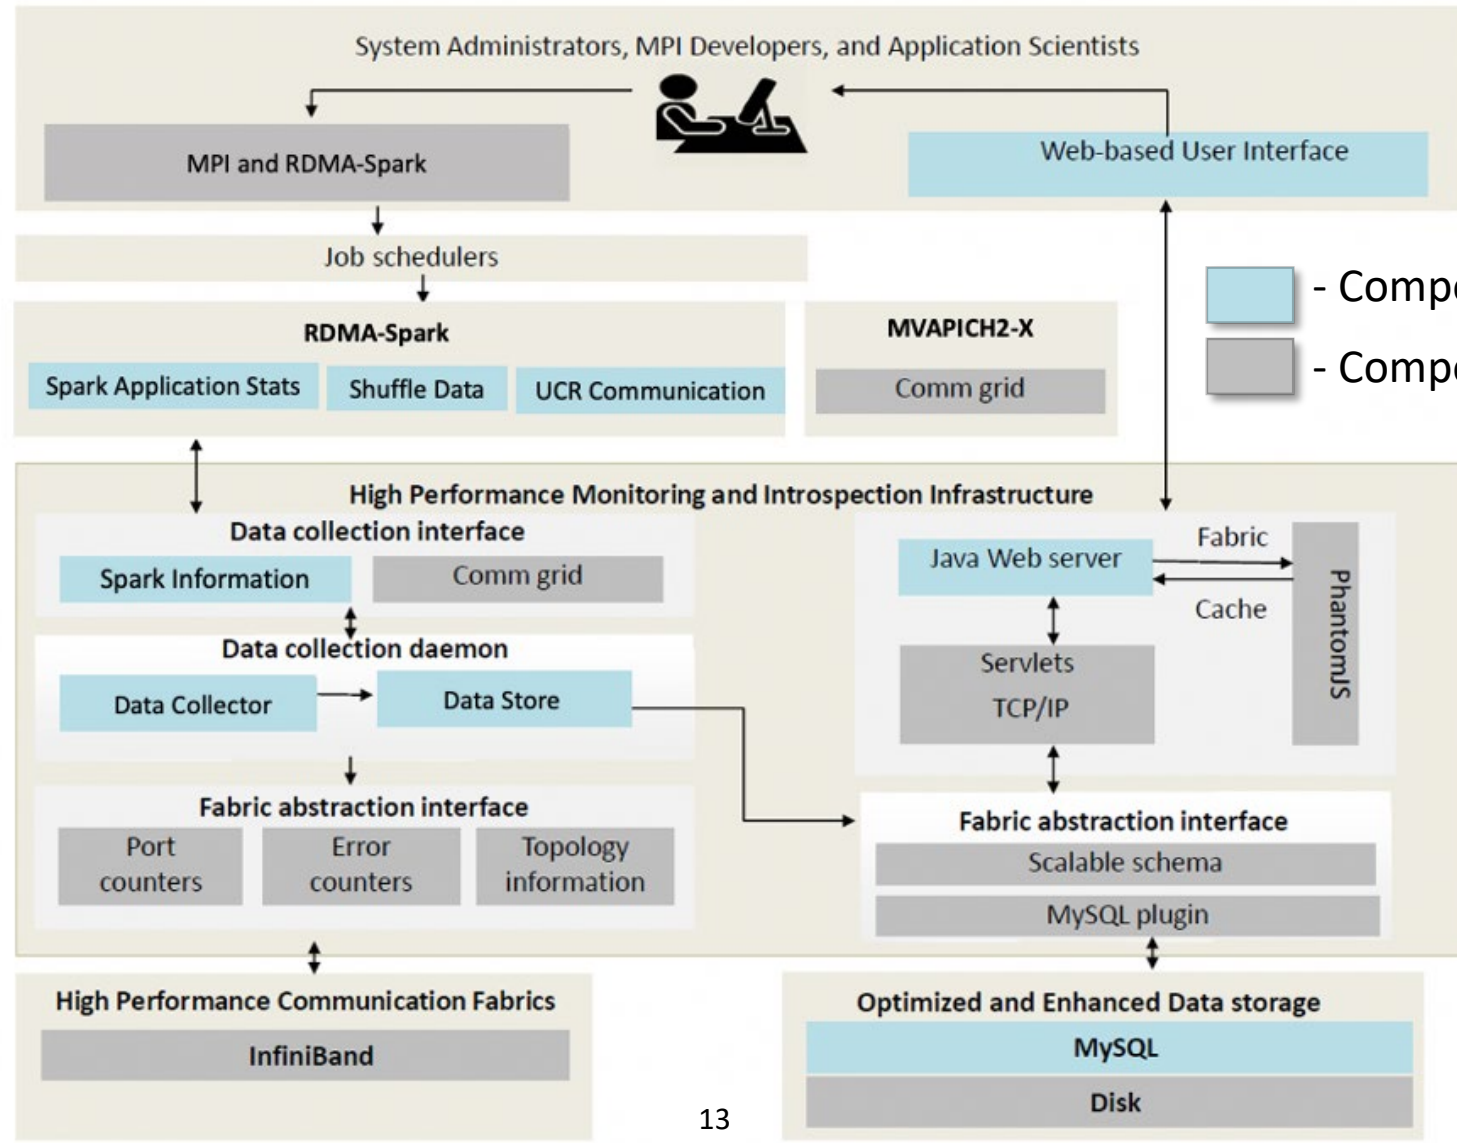 System Administrators, MPI Developers, and Application Scientists
MPI and RDMA-Spark
Web-based User Interface
Job schedulers
RDMA-Spark
Spark Application Stats
Shuffle Data
UCR Communication
MVAPICH2-X
Comm grid
-
-
High Performance Monitoring and Introspection Infrastructure
Data collection interface
Spark Information
Comm grid
Data collection daemon
Data Collector
Data Store
Fabric abstraction interface
Port
counters
Error
counters
Topology
information
Java Web server
Fabric
Cache
PhantomJS
Servlets
TCP/IP
Fabric abstraction interface
Scalable schema
MySQL plugin
High Performance Communication Fabrics
InfiniBand
Optimized and Enhanced Data storage
MySQL
Disk
13